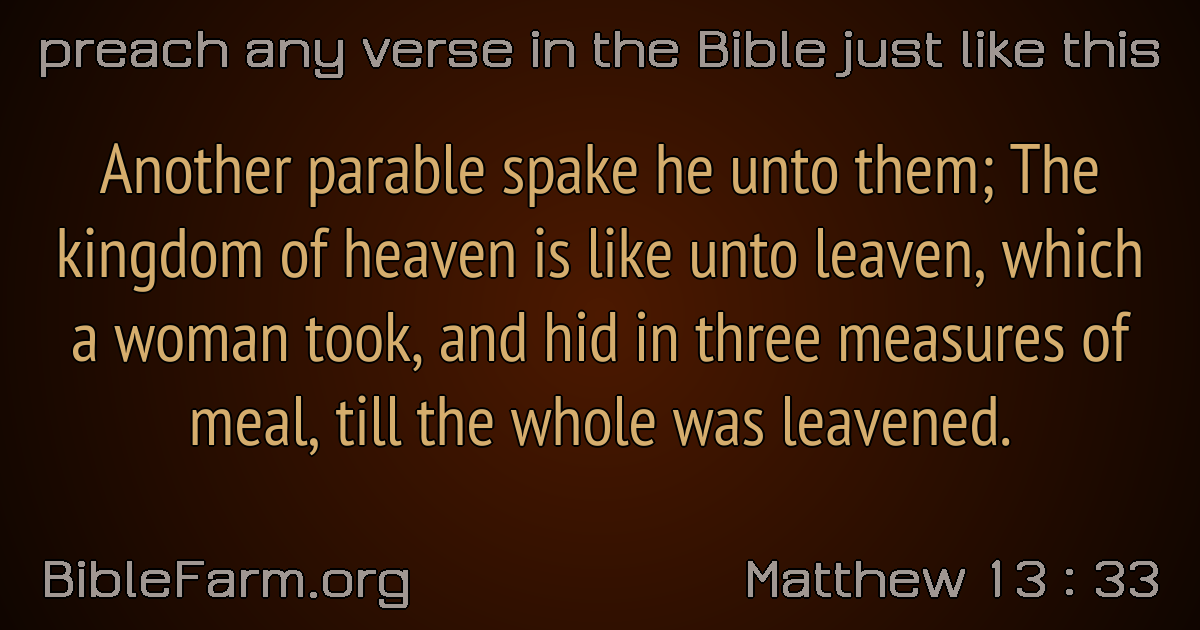 preach any verse in the Bible just like this
Another parable spake he unto them; The
kingdom of heaven is like unto leaven, which
a woman took, and hid in three measures of
meal, till the whole was leavened.
BibleFarm.org
Matthew 13 : 33